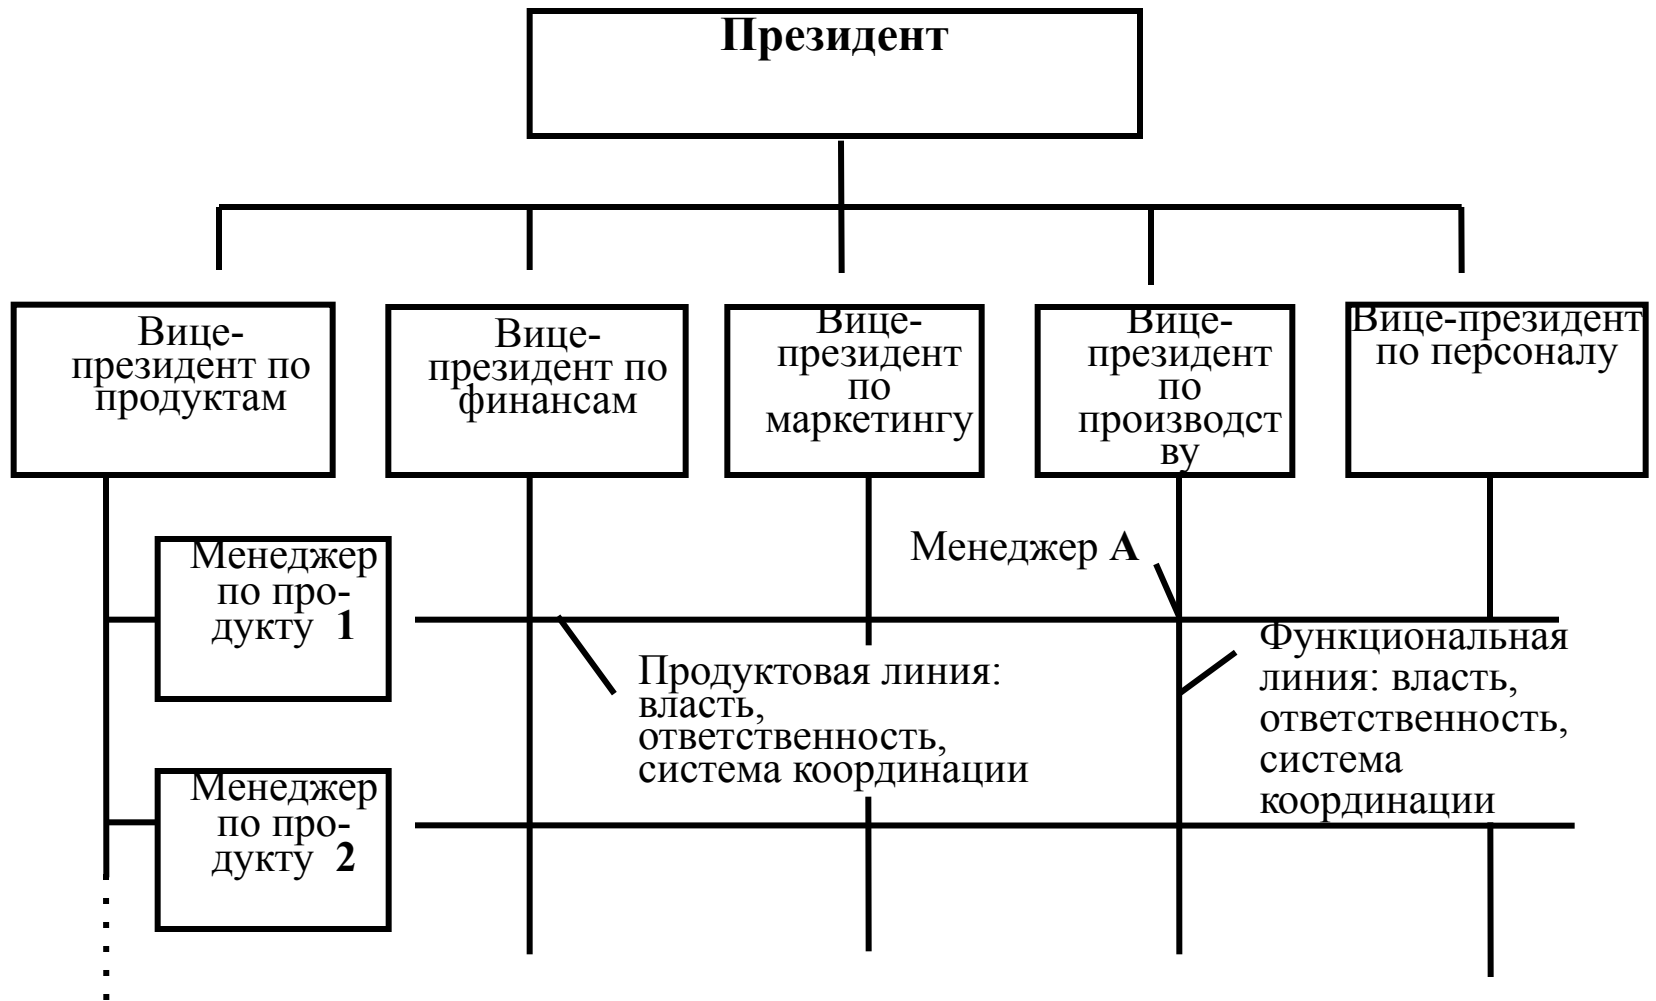 Президент
Вице-
президент по
продуктам
Вице-
президент по
финансам
Вице-
президент
по
маркетингу
Вице-
президент
по
производст
ву
Вице-президент
по персоналу
Менеджер
по про-
дукту 1
Менеджер А
Продуктовая линия:
власть,
ответственность,
система координации
Функциональная
линия: власть,
ответственность,
система
координации
Менеджер
по про-
дукту 2